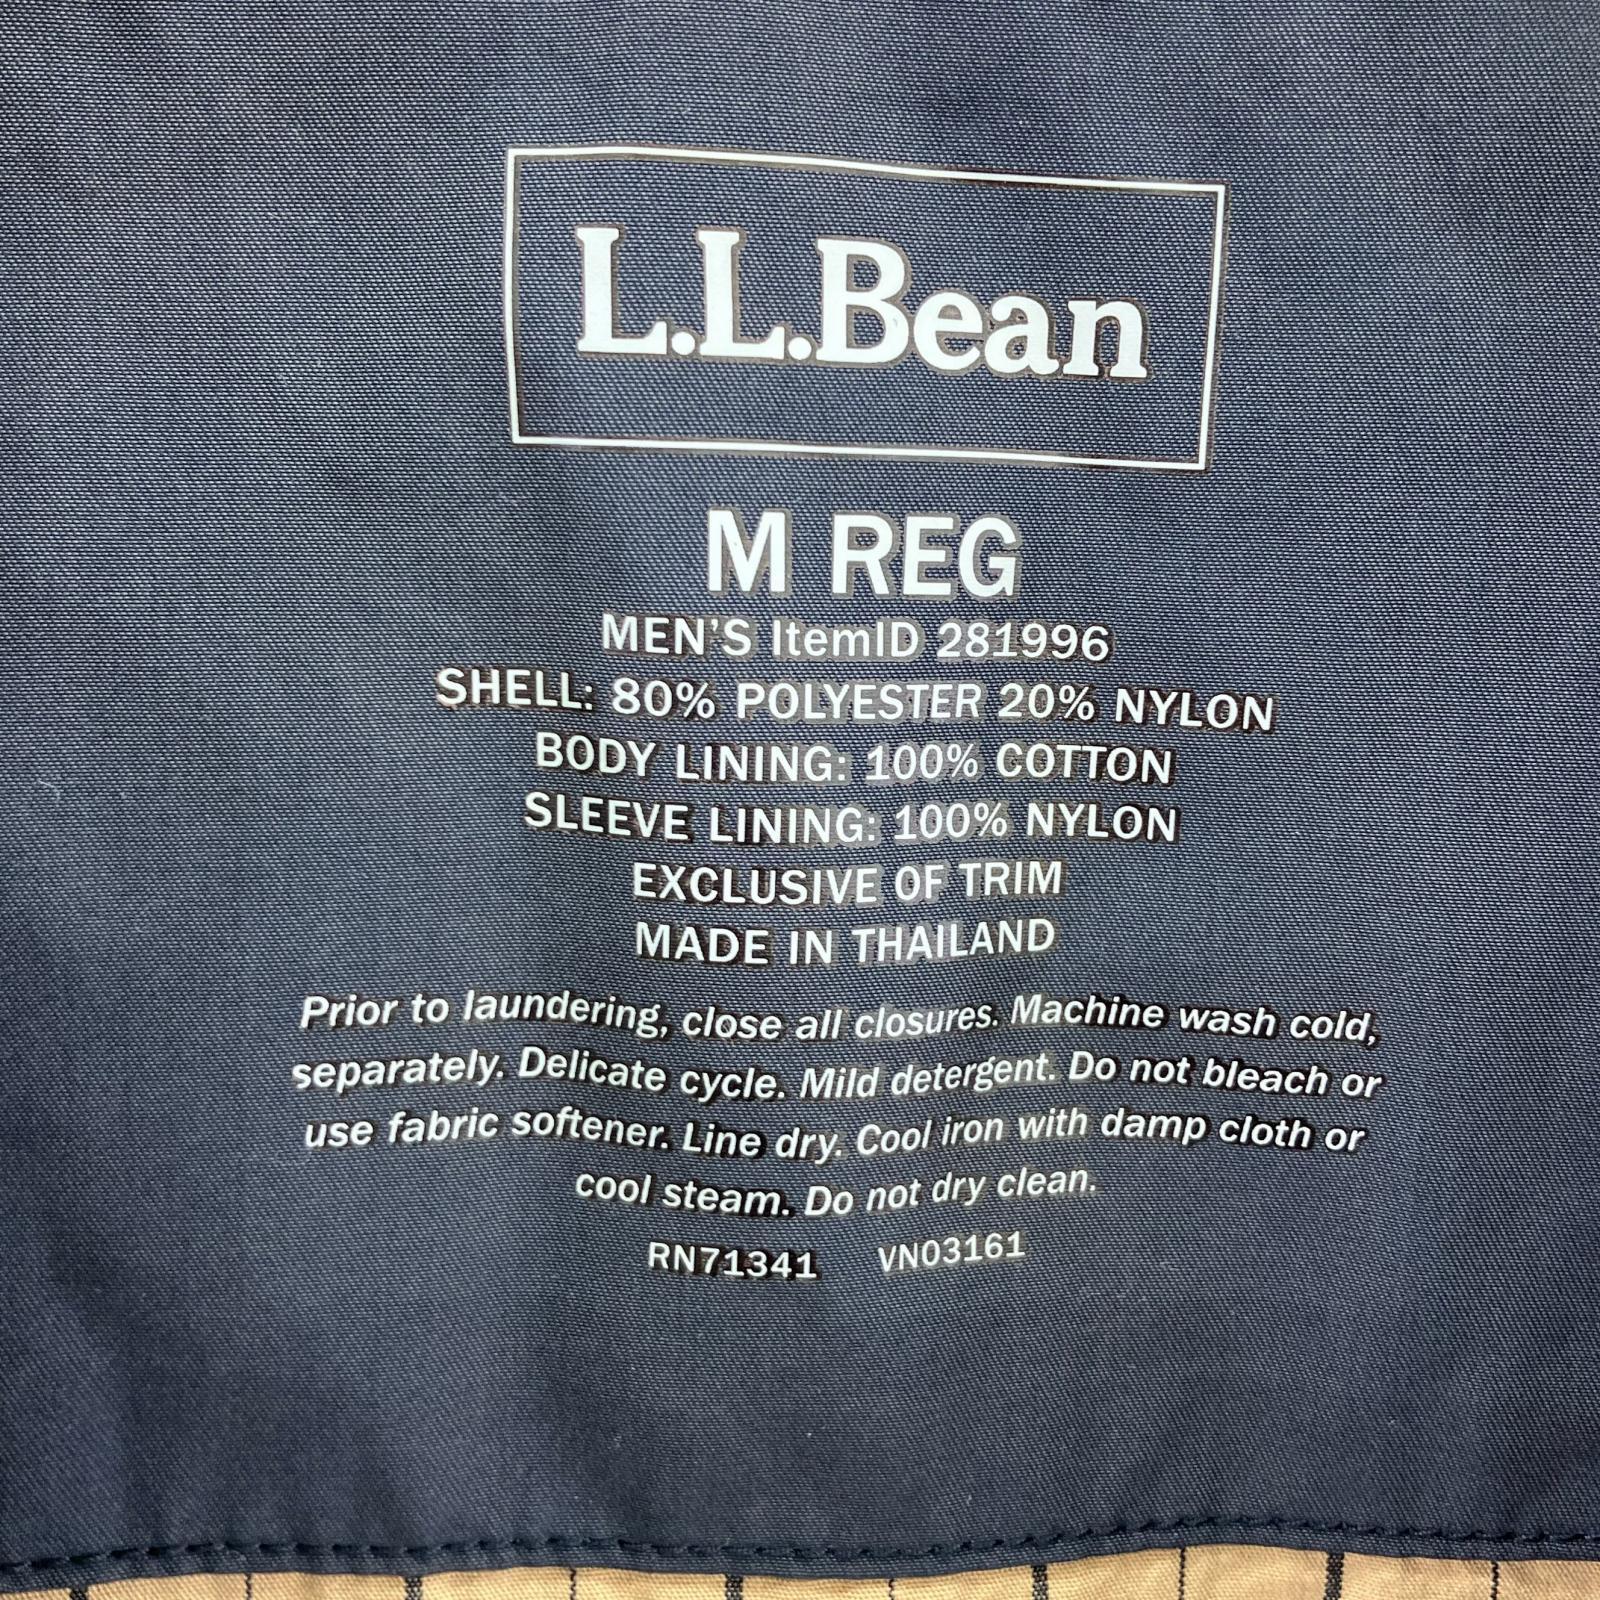 L.L.Bean
M REG
MEN'S ItemID 281996
SHELL: 80% POLYESTER 20% NYLON
BODY LINING: 100% COTTON
SLEEVE LINING: 100% NYLON
EXCLUSIVE OF TRIM
MADE IN THAILAND
Prior to laundering, close all closures. Machine wash cold,
separately. Delicate cycle. Mild detergent. Do not bleach or
use fabric softener. Line dry. Cool iron with damp cloth or
cool steam. Do not dry clean.
RN71341 VN03161